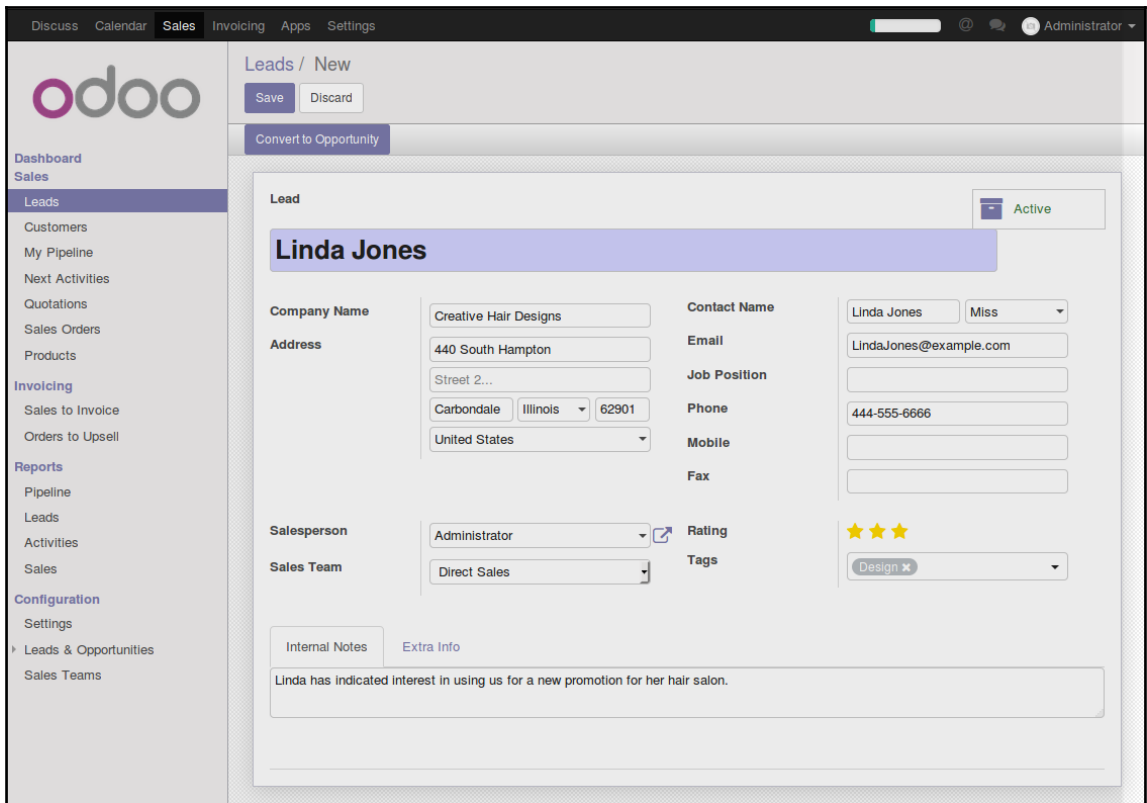 Discuss Calendar Sales Invoicing Apps Settings @ Administrator
odoo
Dashboard
Sales
Leads
Customers
My Pipeline
Next Activities
Quotations
Sales Orders
Products
Invoicing
Sales to Invoice
Orders to Upsell
Reports
Pipeline
Leads
Activities
Sales
Configuration
Settings
Leads & Opportunities
Sales Teams
Leads / New
Save Discard
Convert to Opportunity
Lead
Active
Linda Jones
Company Name Creative Hair Designs
Address 440 South Hampton
Street 2...
Carbondale Illinois 62901
United States
Contact Name Linda Jones Miss
Email LindaJones@example.com
Job Position
Phone 444-555-6666
Mobile
Fax
Salesperson Administrator
Sales Team Direct Sales
Rating
Tags Design ×
Internal Notes Extra Info
Linda has indicated interest in using us for a new promotion for her hair salon.